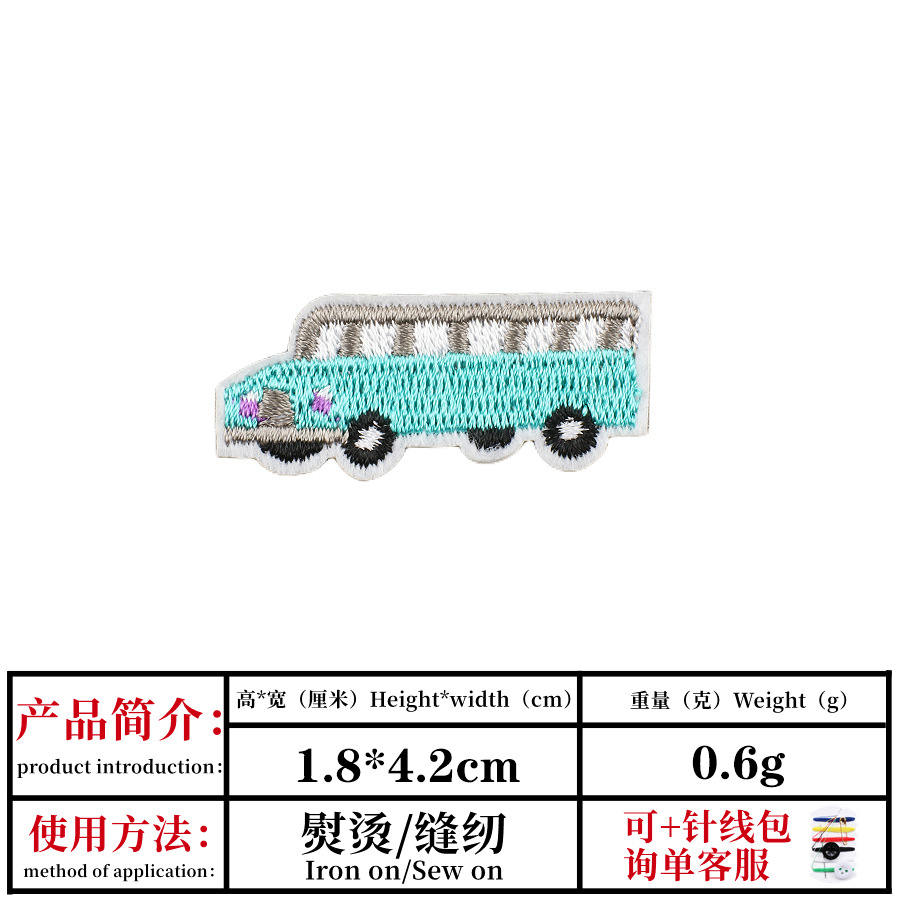 产品简介：
product introduction：
高*宽（厘米）Height*width（cm）
重量（克）Weight（g）
1.8*4.2cm
0.6g
使用方法：
method of application：
熨烫/缝纫
Iron on/Sew on
可+针线包
询单客服